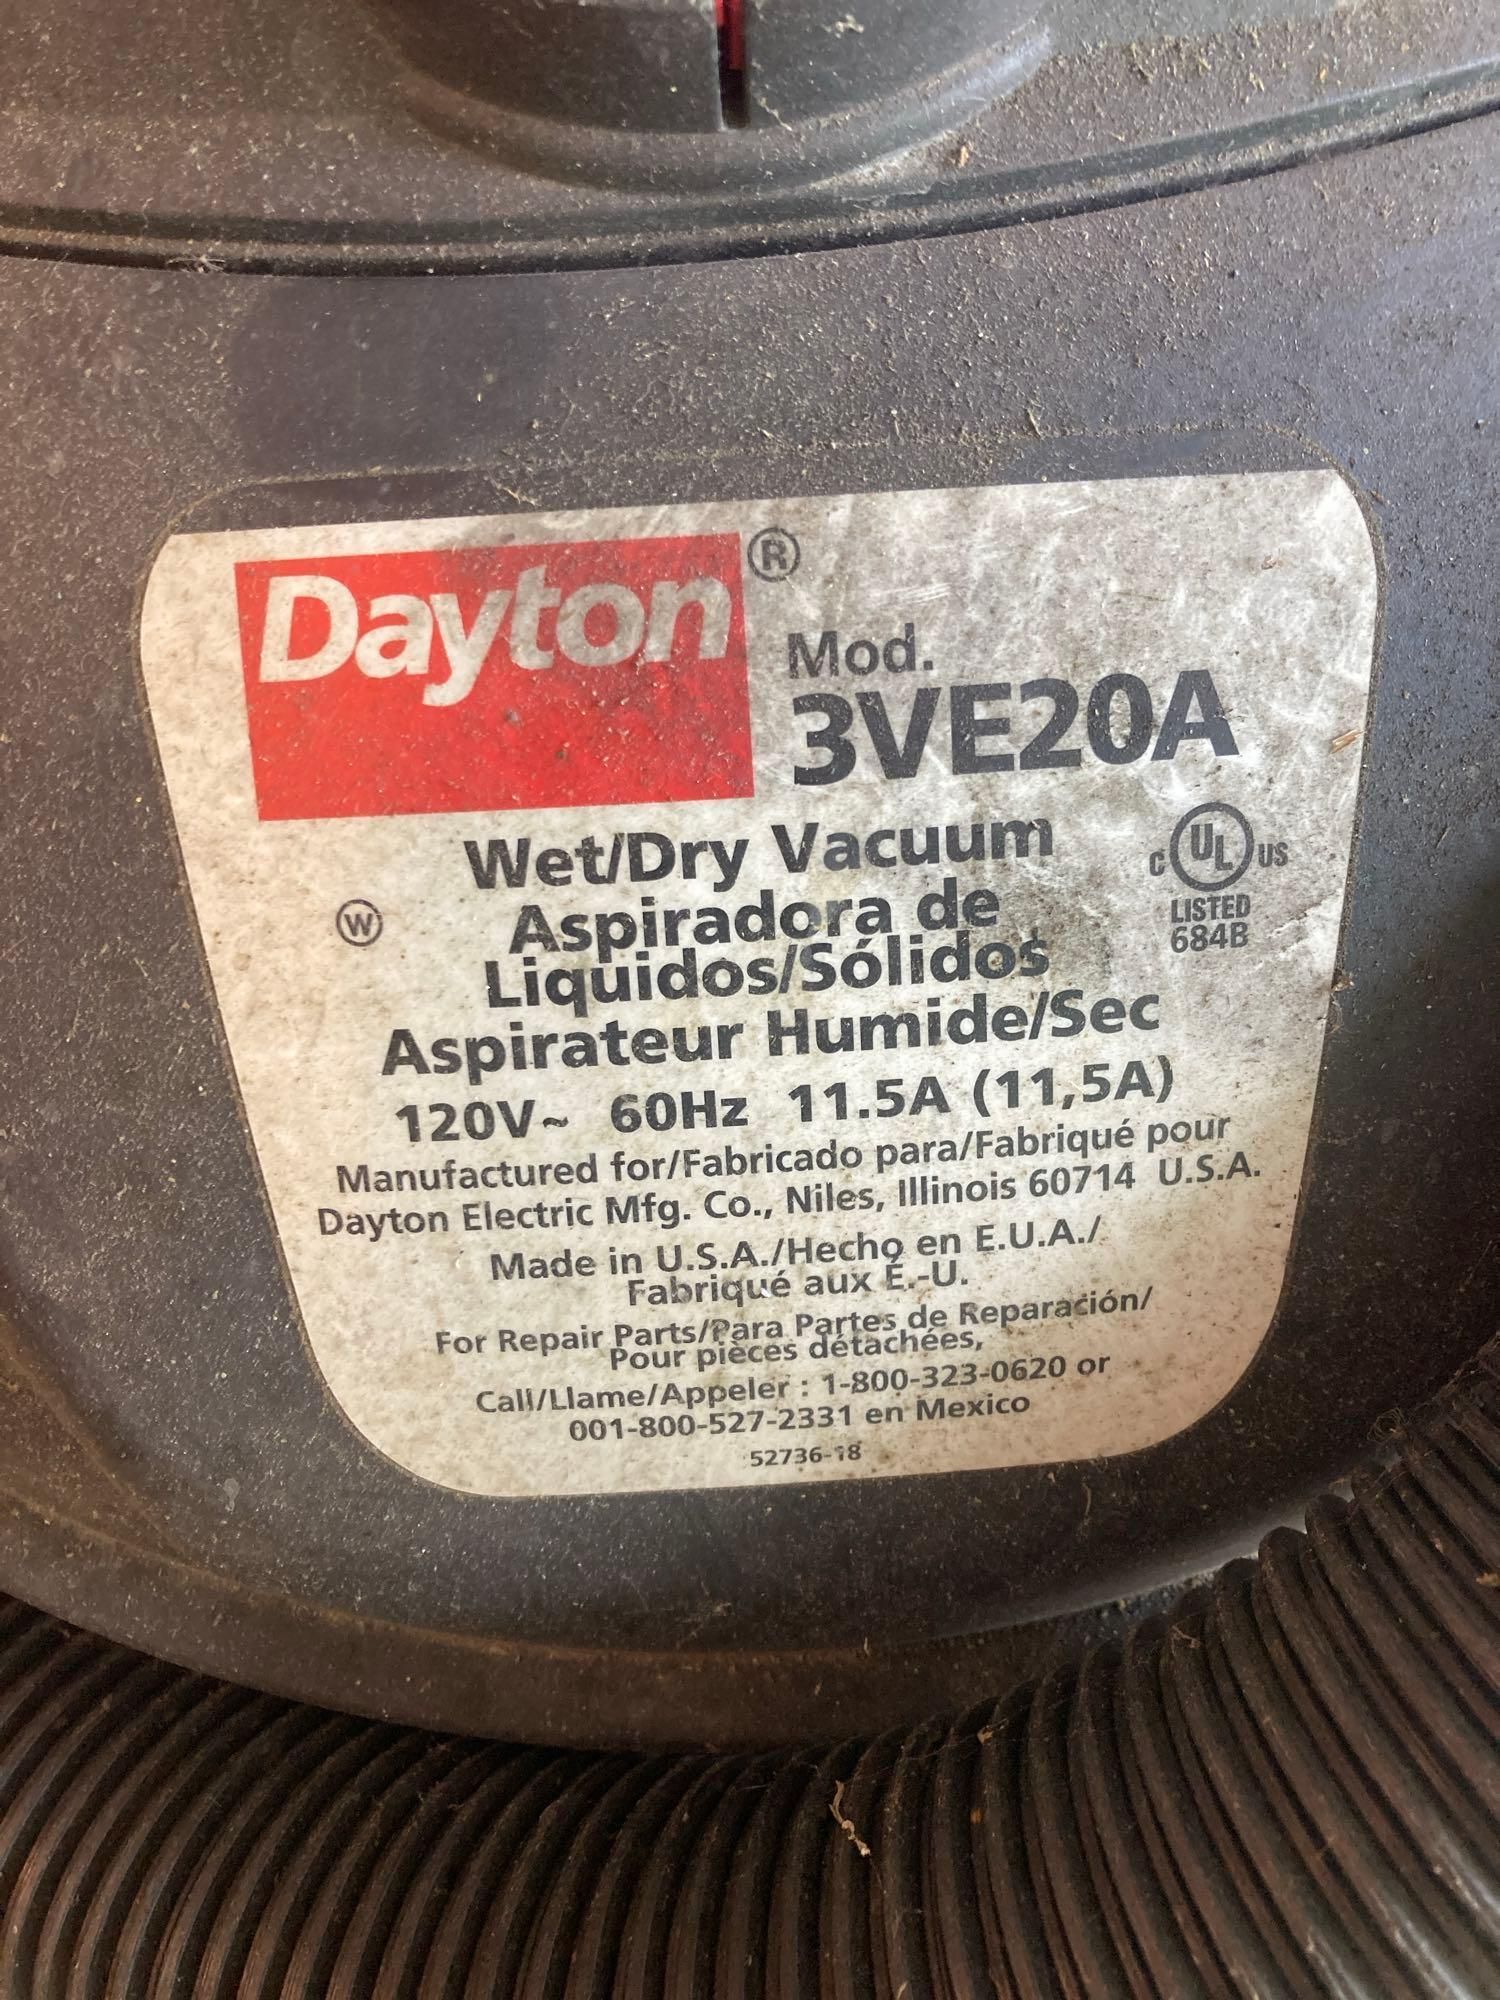 Dayton®
Mod.
3VE20A
Wet/Dry Vacuum
C UL US
LISTED
684B
W
Aspiradora de
Liquidos/Sólidos
Aspirateur Humide/Sec
120V~ 60Hz 11.5A (11,5A)
Manufactured for/Fabricado para/Fabriqué pour
Dayton Electric Mfg. Co., Niles, Illinois 60714 U.S.A.
Made in U.S.A./Hecho en E.U.A./
Fabriqué aux É.-U.
For Repair Parts/Para Partes de Reparación/
Pour pièces détachées,
Call/Llame/Appeler : 1-800-323-0620 or
001-800-527-2331 en Mexico
52736-18